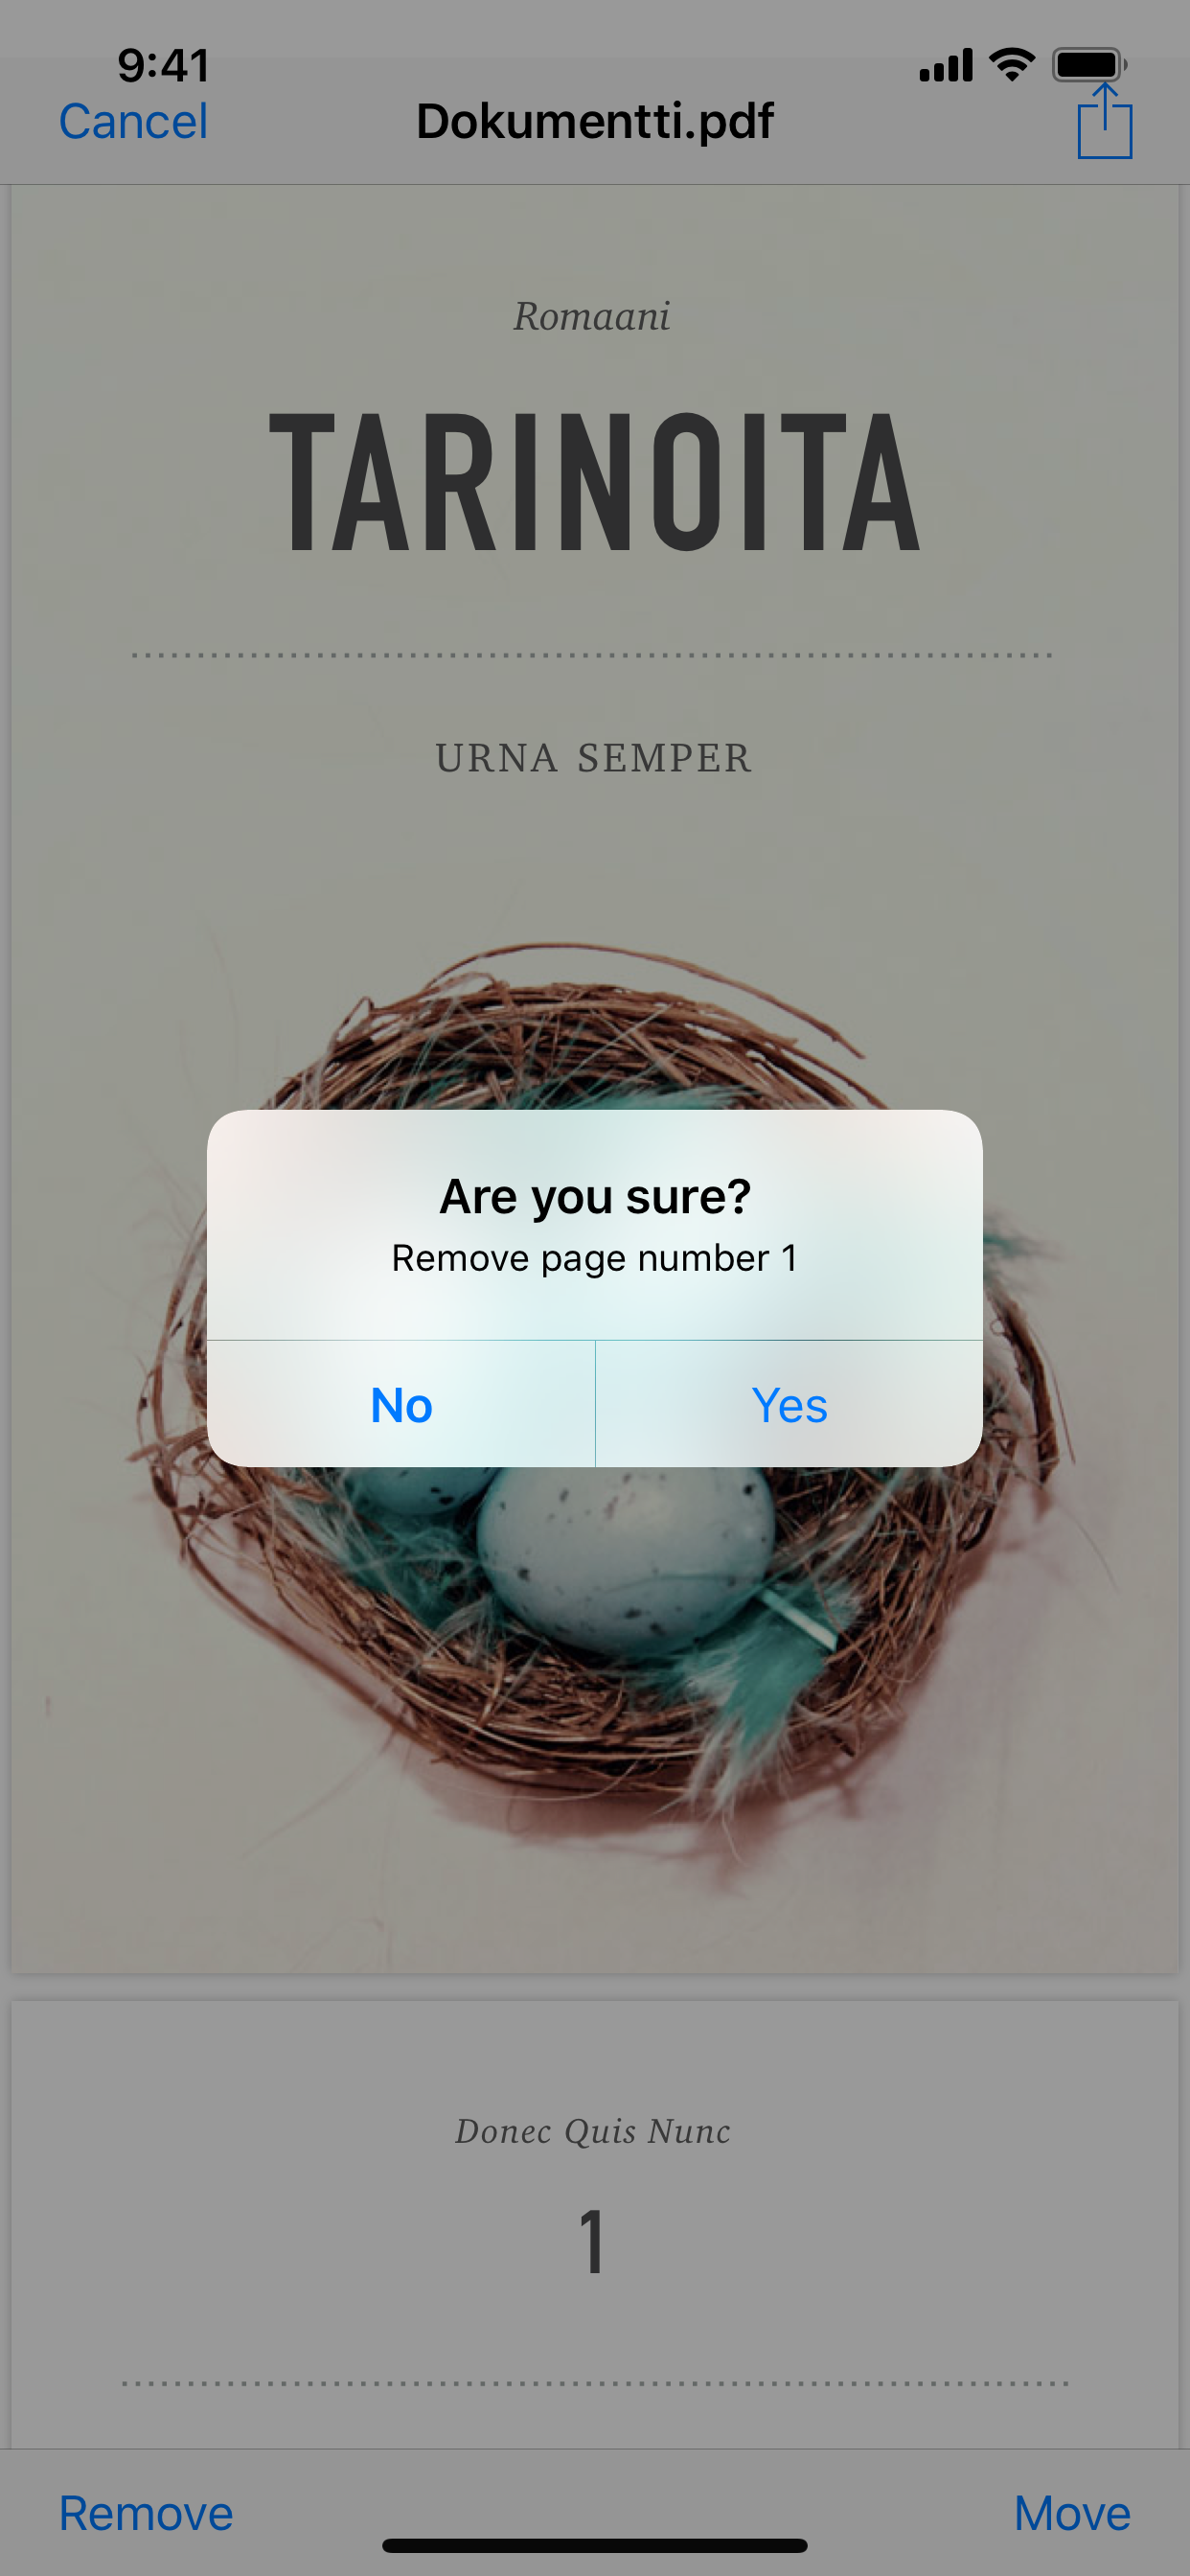 9:41
Cancel
Dokumentti.pdf
Romaani
TARINOITA
URNA SEMPER
Are you sure?
Remove page number 1
No
Yes
Donec Quis Nunc
1
Remove
Move